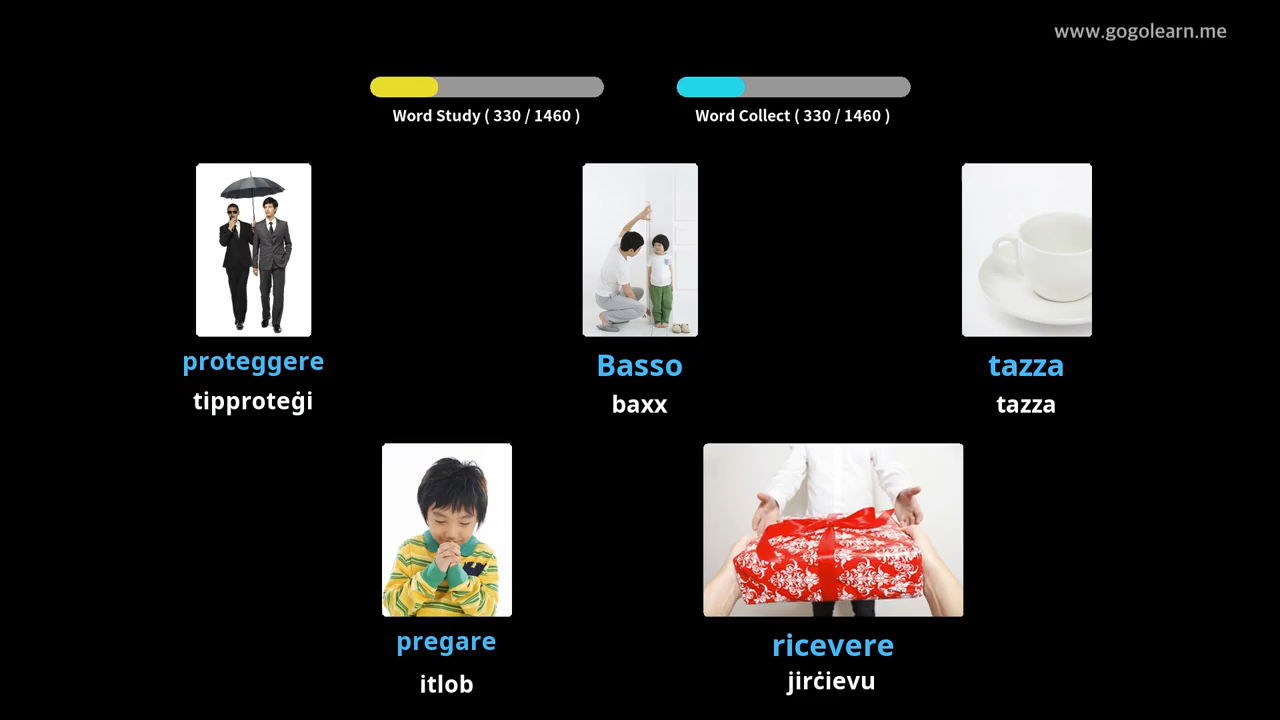 www.gogolearn.me
Word Study ( 330 / 1460 )
Word Collect ( 330 / 1460 )
proteggere
tipproteġi
Basso
baxx
tazza
tazza
pregare
itlob
ricevere
jirċievu